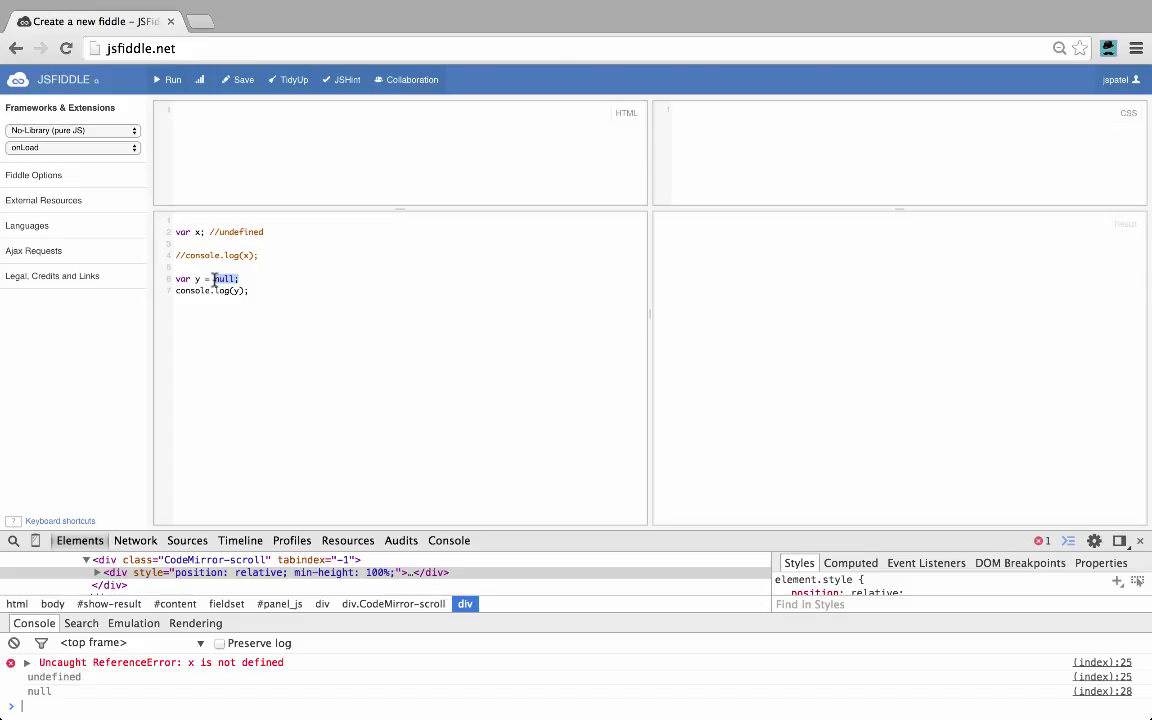 Create a new fiddle – JSFid
jsfiddle.net
JSFIDDLE α
Run
Save
TidyUp
JSHint
Collaboration
jspatel
Frameworks & Extensions
No-Library (pure JS)
onLoad
Fiddle Options
External Resources
Languages
Ajax Requests
Legal, Credits and Links
? Keyboard shortcuts
1
HTML
1
CSS
1
2 var x; //undefined
3
4 //console.log(x);
5
6 var y = null;
7 console.log(y);
Result
Elements Network Sources Timeline Profiles Resources Audits Console
1
<div class="CodeMirror-scroll" tabindex="-1">
<div style="position: relative; min-height: 100%;">…</div>
</div>
html body #show-result #content fieldset #panel_js div div.CodeMirror-scroll div
Styles Computed Event Listeners DOM Breakpoints Properties
element.style {
position: relative;
Find in Styles
Console Search Emulation Rendering
<top frame>
Preserve log
Uncaught ReferenceError: x is not defined (index):25
undefined (index):25
null (index):28
>